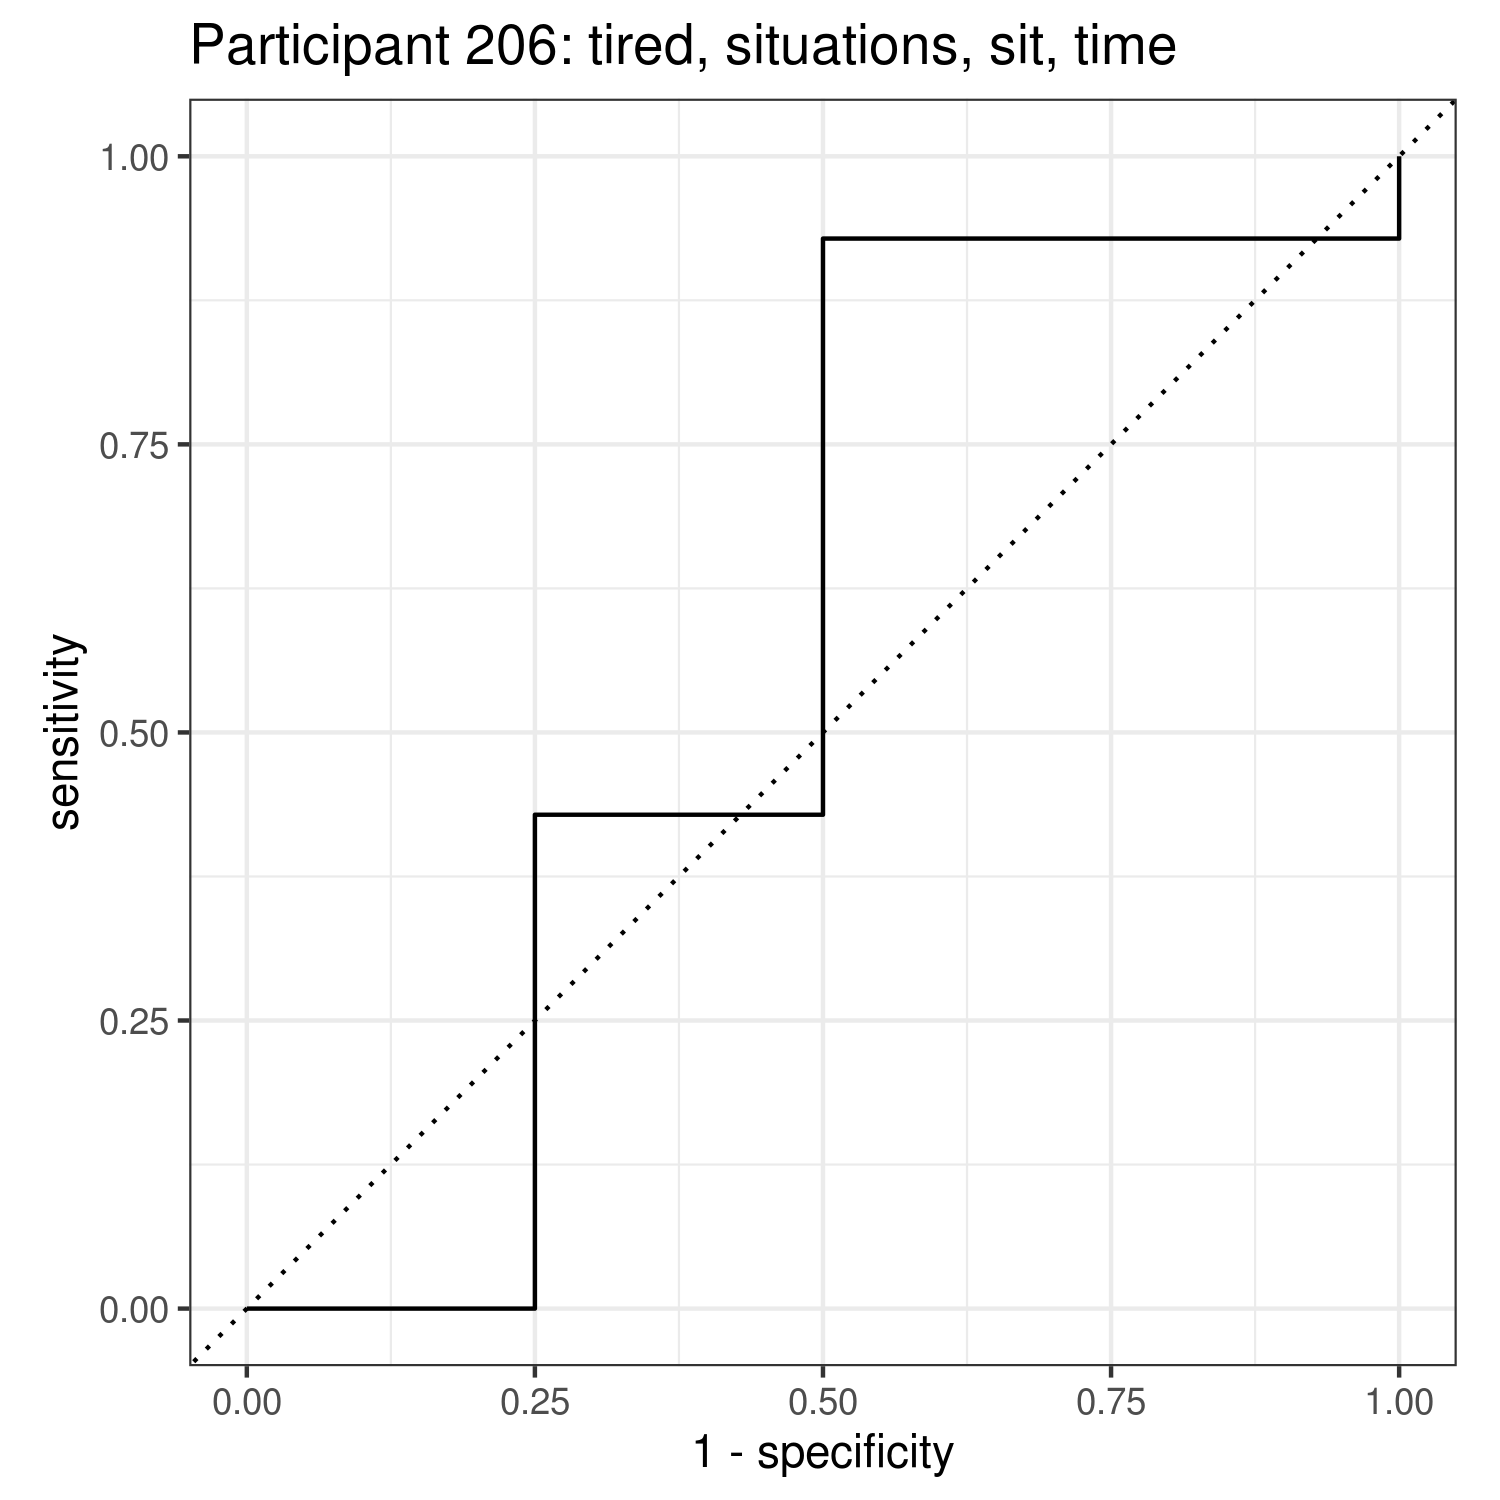 Participant 206: tired, situations, sit, time
1.00
0.75
0.50
0.25
0.00
sensitivity
0.00 0.25 0.50 0.75 1.00
1 - specificity